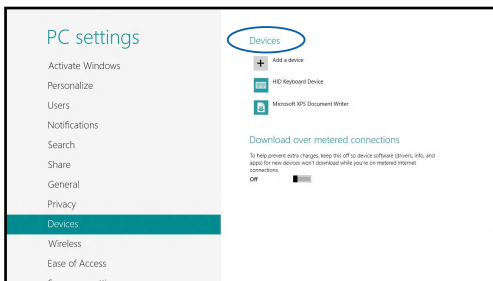 PC settings
Activate Windows
Personalize
Users
Notifications
Search
Share
General
Privacy
Devices
Wireless
Ease of Access
Devices
Add a device
HID Keyboard Device
Microsoft XPS Document Writer
Download over metered connections
To help prevent extra charges, keep this off so device software (drivers, info, and
apps) for new devices won't download while you're on metered Internet
connections.
Off